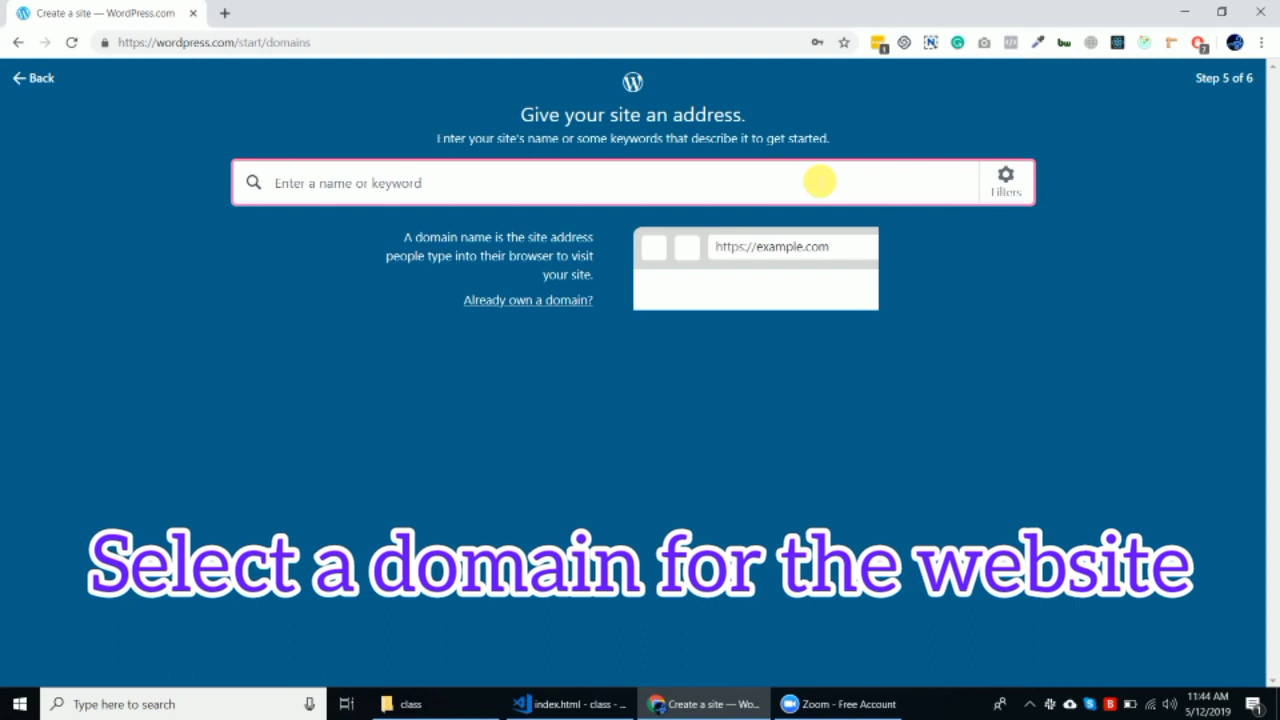 Create a site — WordPress.com
https://wordpress.com/start/domains
1
7
Back
Step 5 of 6
Give your site an address.
Enter your site's name or some keywords that describe it to get started.
Enter a name or keyword
Filters
A domain name is the site address
people type into their browser to visit
your site.
Already own a domain?
https://example.com
Select a domain for the website
Type here to search
class
index.html - class - ...
Create a site — Wo...
Zoom - Free Account
11:44 AM
5/12/2019
1